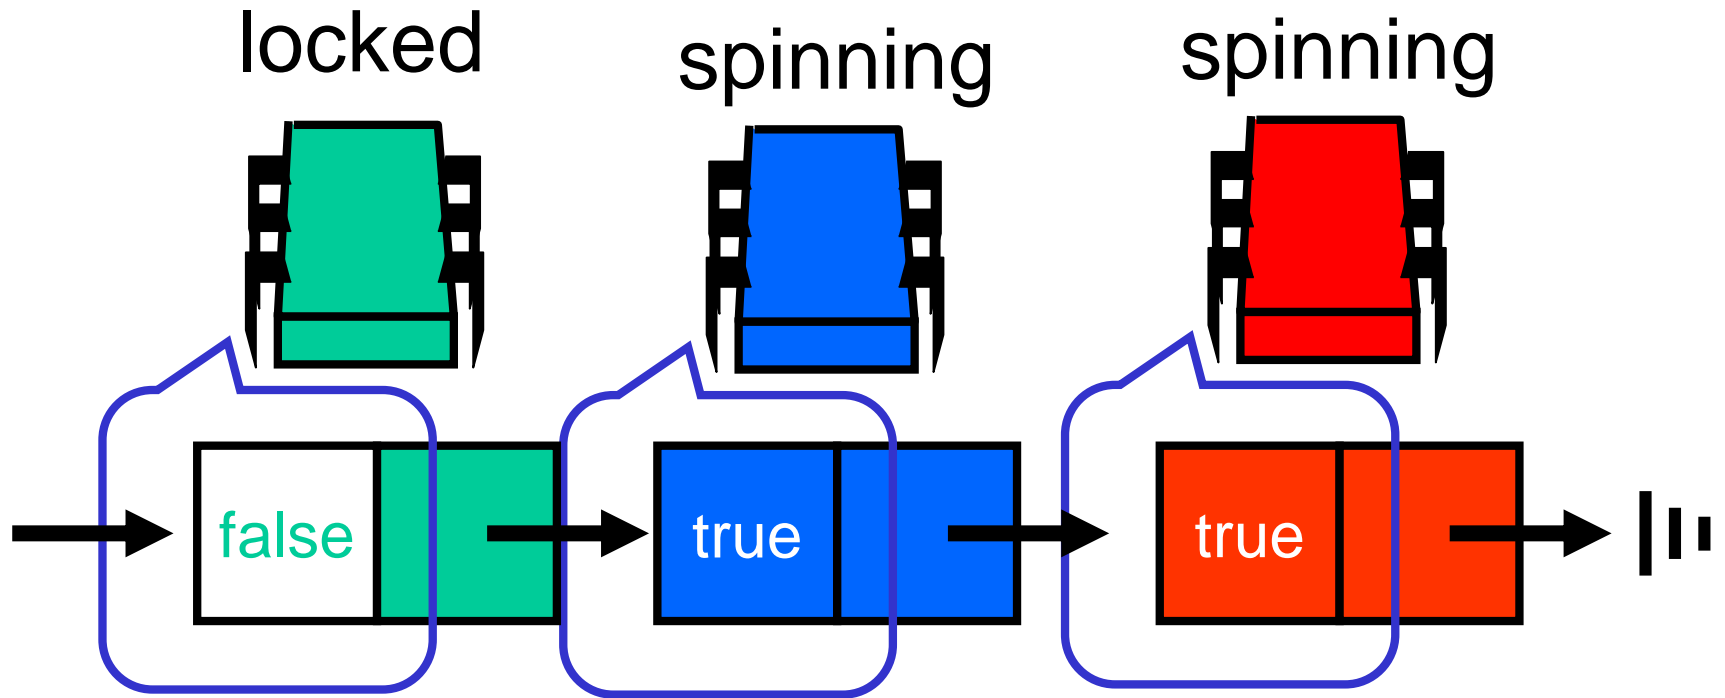 locked
spinning
spinning
false
true
true